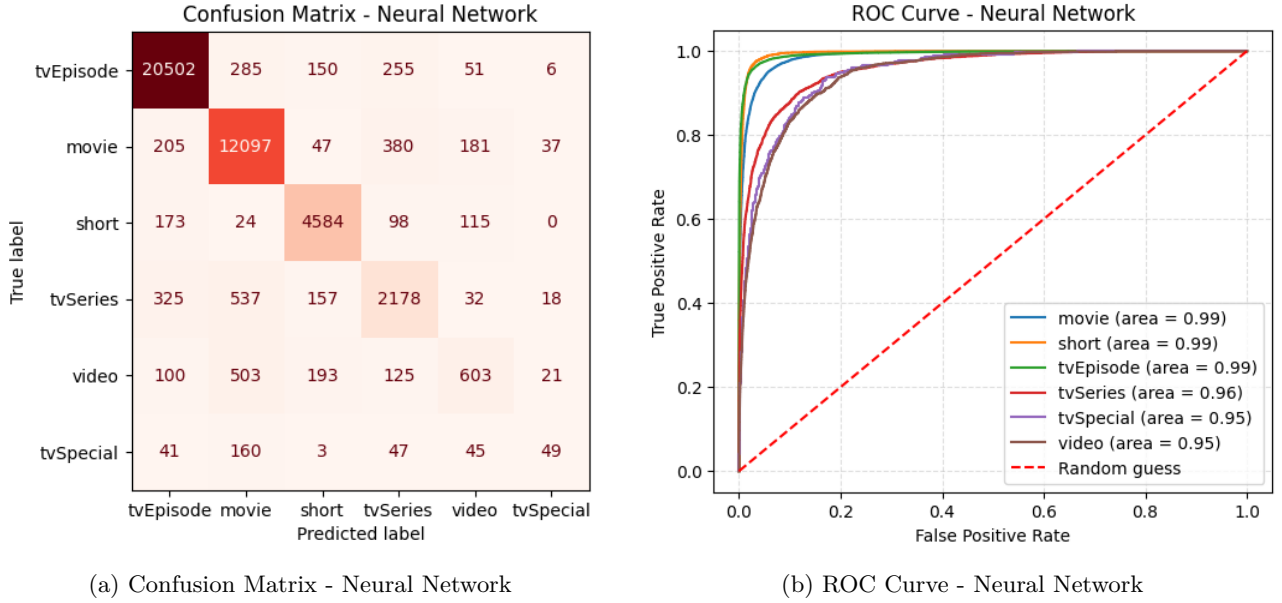 Confusion Matrix - Neural Network
tvEpisode 20502 285 150 255 51 6
movie 205 12097 47 380 181 37
short 173 24 4584 98 115 0
tvSeries 325 537 157 2178 32 18
video 100 503 193 125 603 21
tvSpecial 41 160 3 47 45 49
True label
tvEpisode movie short tvSeries video tvSpecial
Predicted label
(a) Confusion Matrix - Neural Network
ROC Curve - Neural Network
1.0
0.8
0.6
0.4
0.2
0.0
True Positive Rate
movie (area = 0.99)
short (area = 0.99)
tvEpisode (area = 0.99)
tvSeries (area = 0.96)
tvSpecial (area = 0.95)
video (area = 0.95)
Random guess
0.0 0.2 0.4 0.6 0.8 1.0
False Positive Rate
(b) ROC Curve - Neural Network